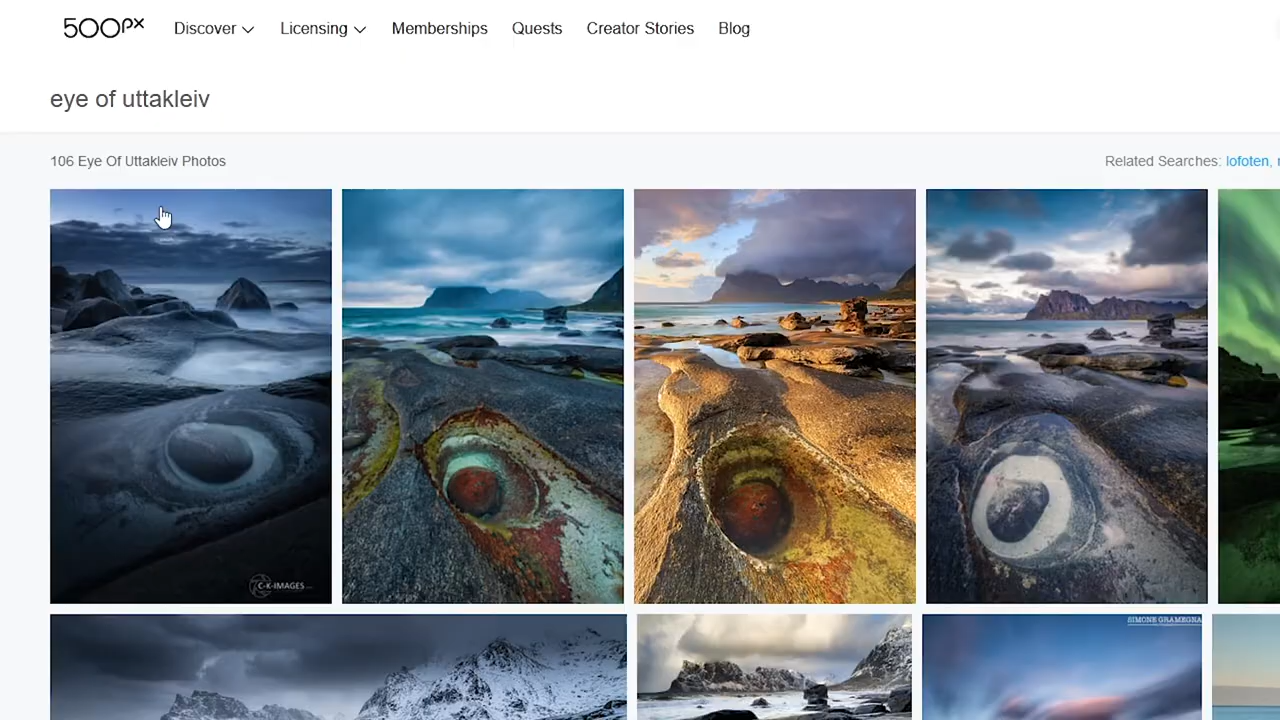 500px Discover Licensing Memberships Quests Creator Stories Blog
eye of uttakleiv
106 Eye Of Uttakleiv Photos
Related Searches: lofoten,
C-K-IMAGES
SIMONE GRAMEGNA